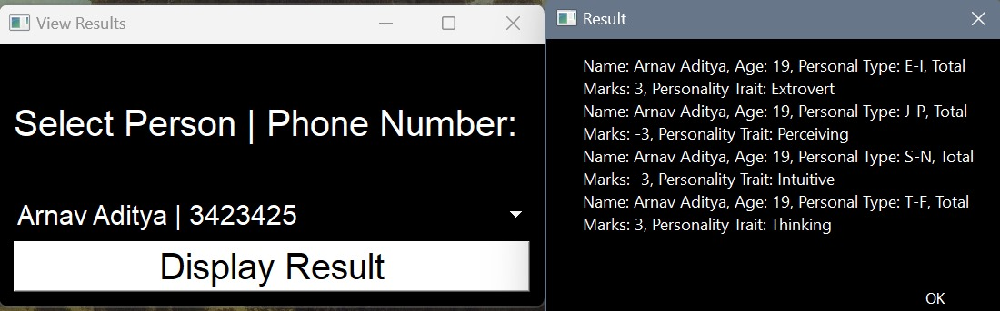 View Results
Select Person | Phone Number:
Arnav Aditya | 3423425
Display Result
Result
Name: Arnav Aditya, Age: 19, Personal Type: E-I, Total
Marks: 3, Personality Trait: Extrovert
Name: Arnav Aditya, Age: 19, Personal Type: J-P, Total
Marks: -3, Personality Trait: Perceiving
Name: Arnav Aditya, Age: 19, Personal Type: S-N, Total
Marks: -3, Personality Trait: Intuitive
Name: Arnav Aditya, Age: 19, Personal Type: T-F, Total
Marks: 3, Personality Trait: Thinking
OK